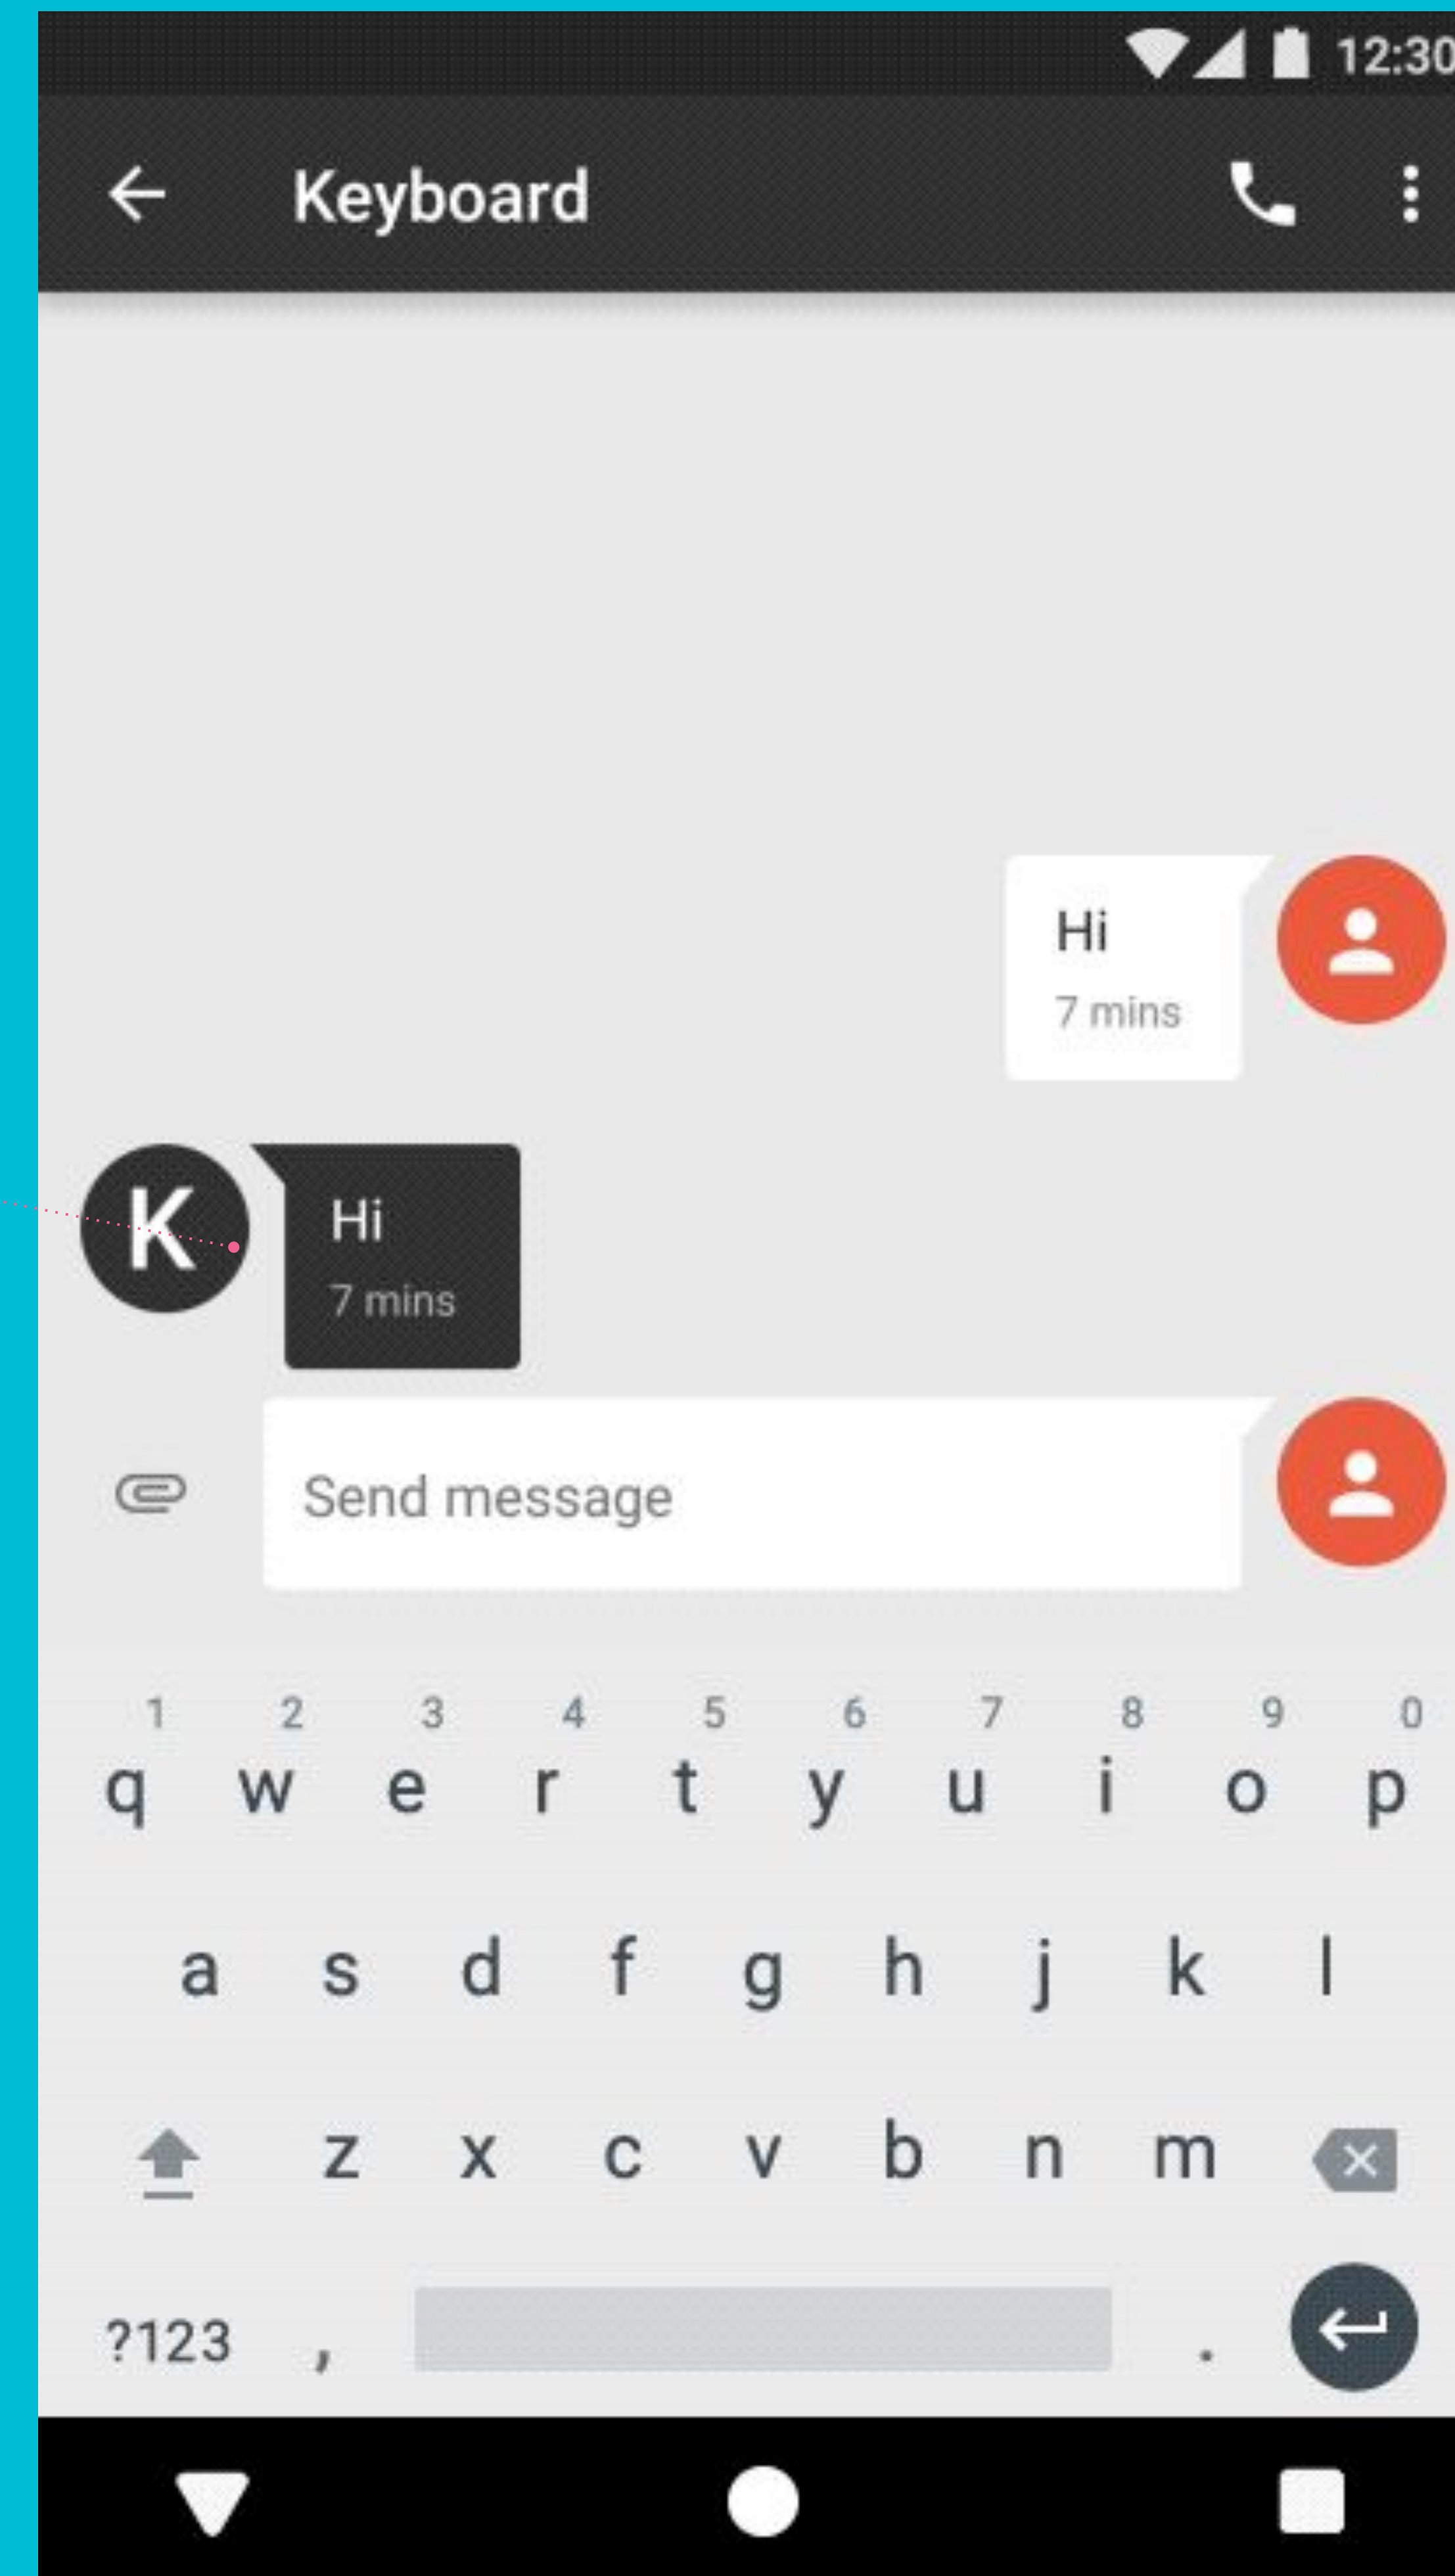 12:30
Keyboard
Hi
7 mins
K
Hi
7 mins
Send message
1 2 3 4 5 6 7 8 9 0
q w e r t y u i o p
a s d f g h j k l
z x c v b n m
?123 , .